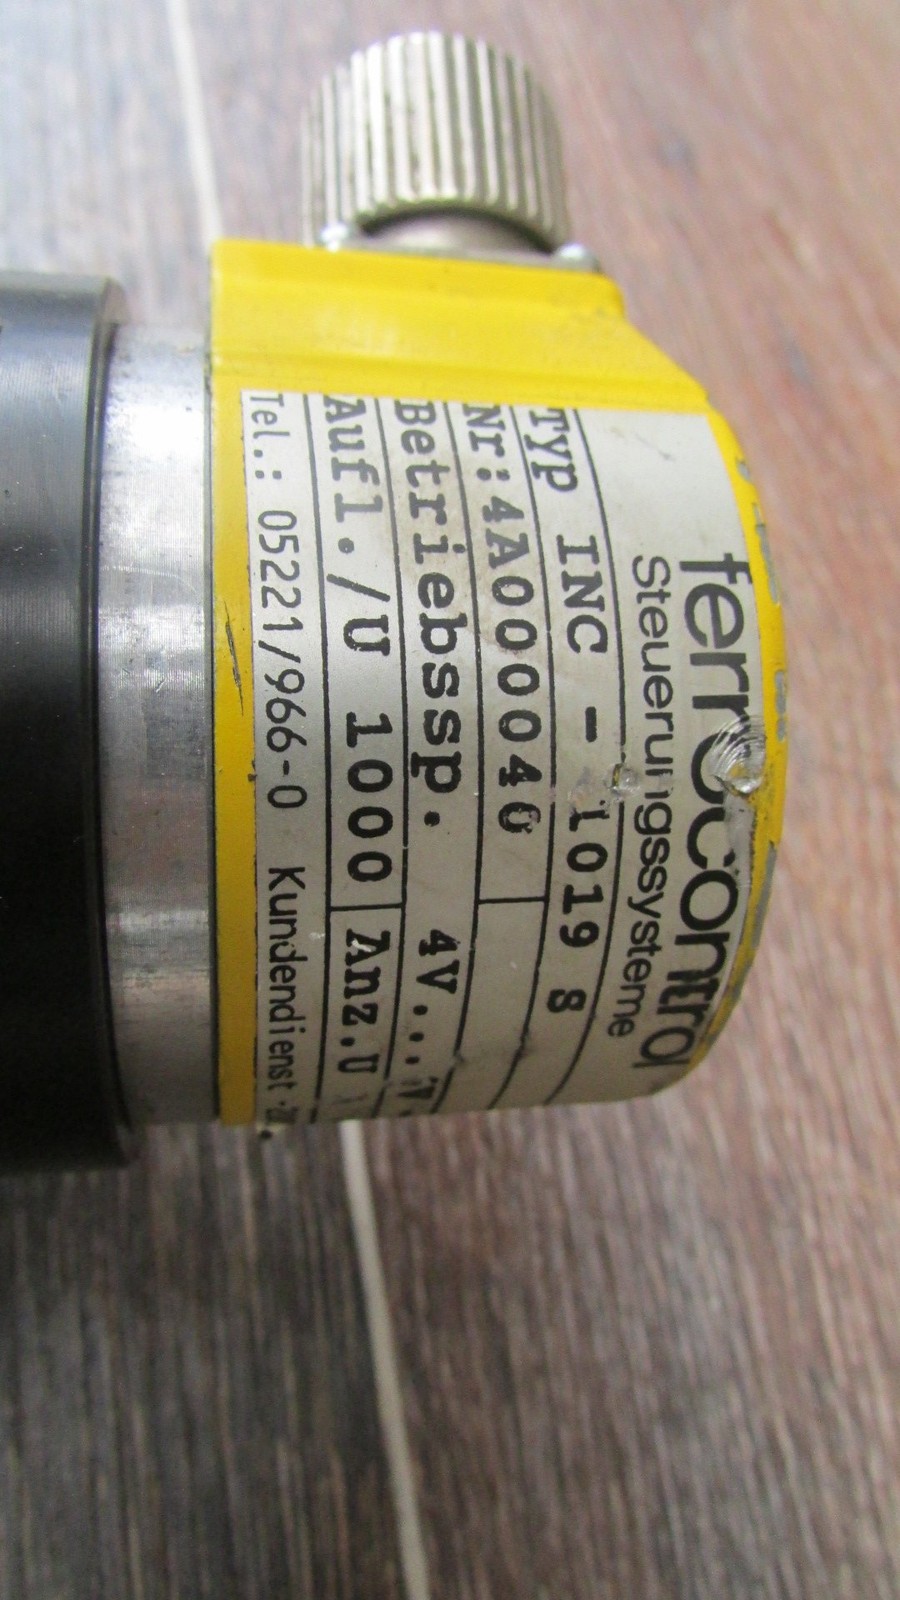 ferrocontrol
Steuerungssysteme
Typ INC - 1019 S
Nr:4A000040
Betriebssp. 4V...
Aufl./U 1000 Anz.U
Tel.: 05221/966-0 Kundendienst